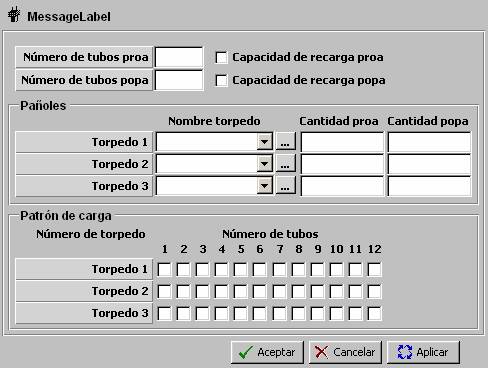 MessageLabel
Número de tubos proa Capacidad de recarga proa
Número de tubos popa Capacidad de recarga popa
Pañoles
Nombre torpedo Cantidad proa Cantidad popa
Torpedo 1 ...
Torpedo 2 ...
Torpedo 3 ...
Patrón de carga
Número de torpedo Número de tubos
1 2 3 4 5 6 7 8 9 10 11 12
Torpedo 1
Torpedo 2
Torpedo 3
Aceptar Cancelar Aplicar